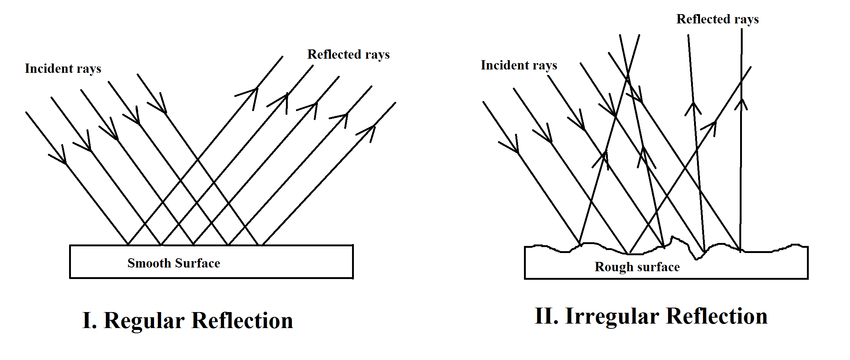 Incident rays
Reflected rays
Smooth Surface
I. Regular Reflection
Reflected rays
Incident rays
Rough surface
II. Irregular Reflection